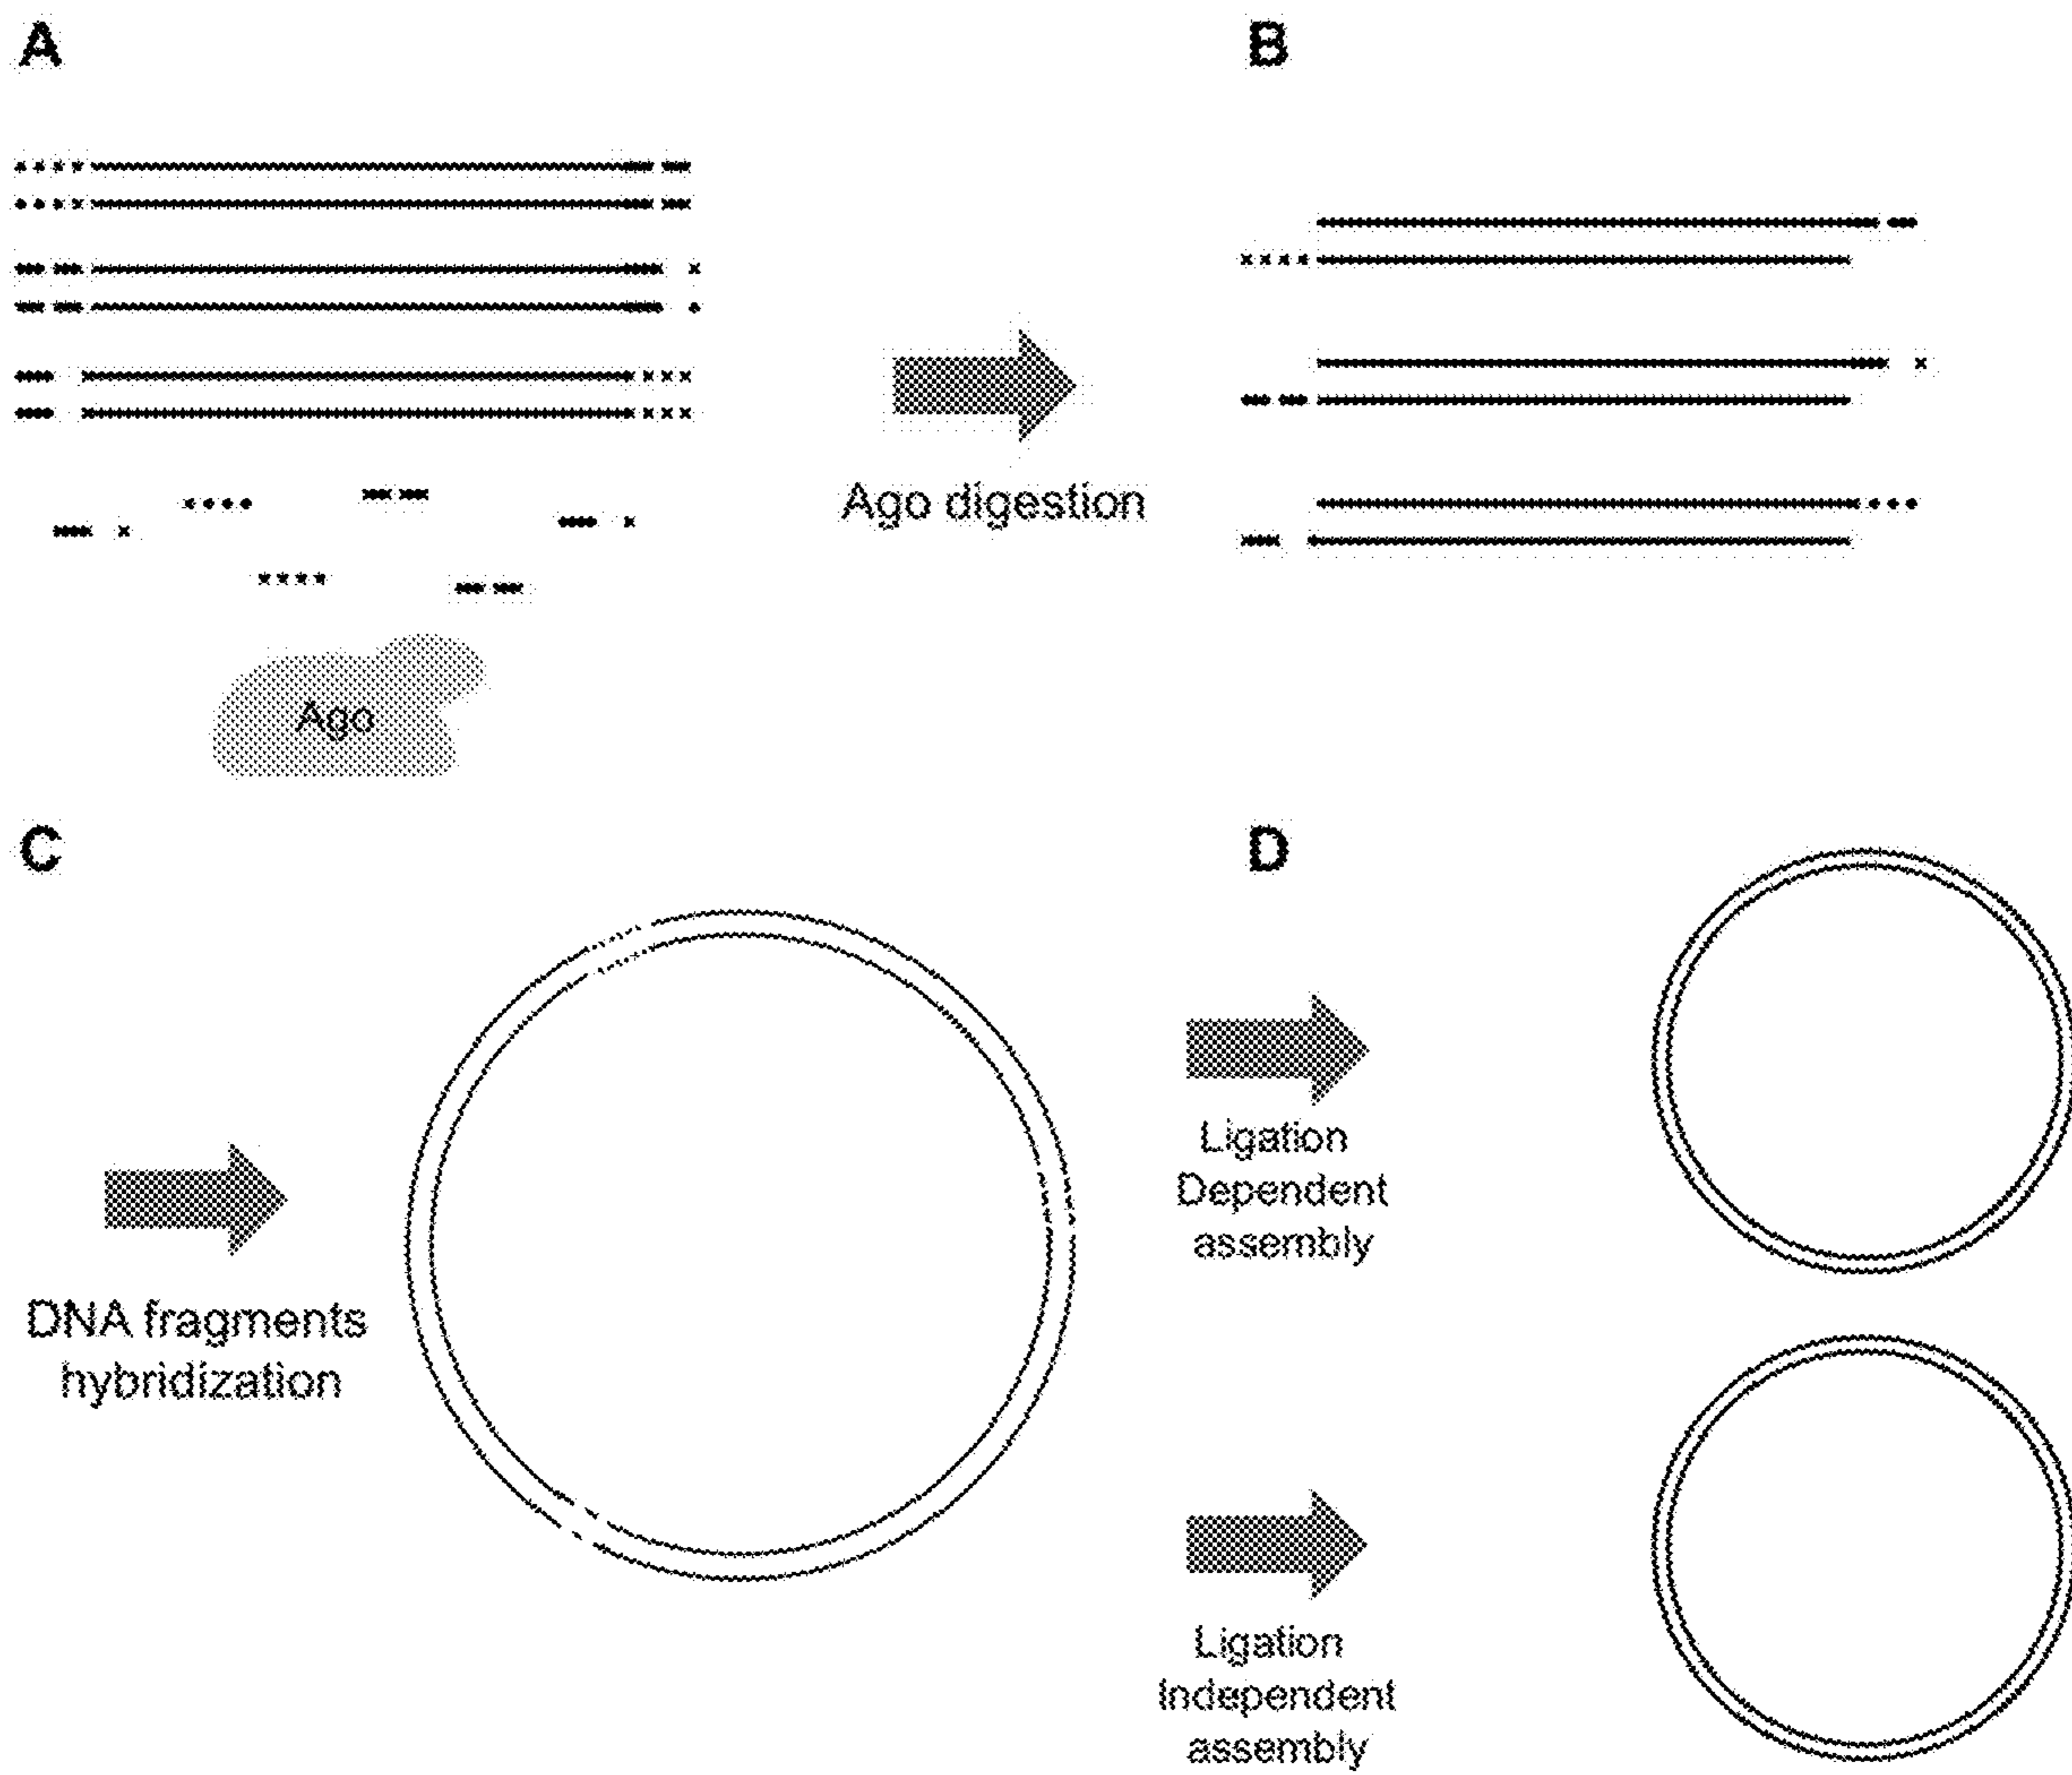 A
B
Ago digestion
Ago
C
D
DNA fragments
hybridization
Ligation
Dependent
assembly
Ligation
Independent
assembly